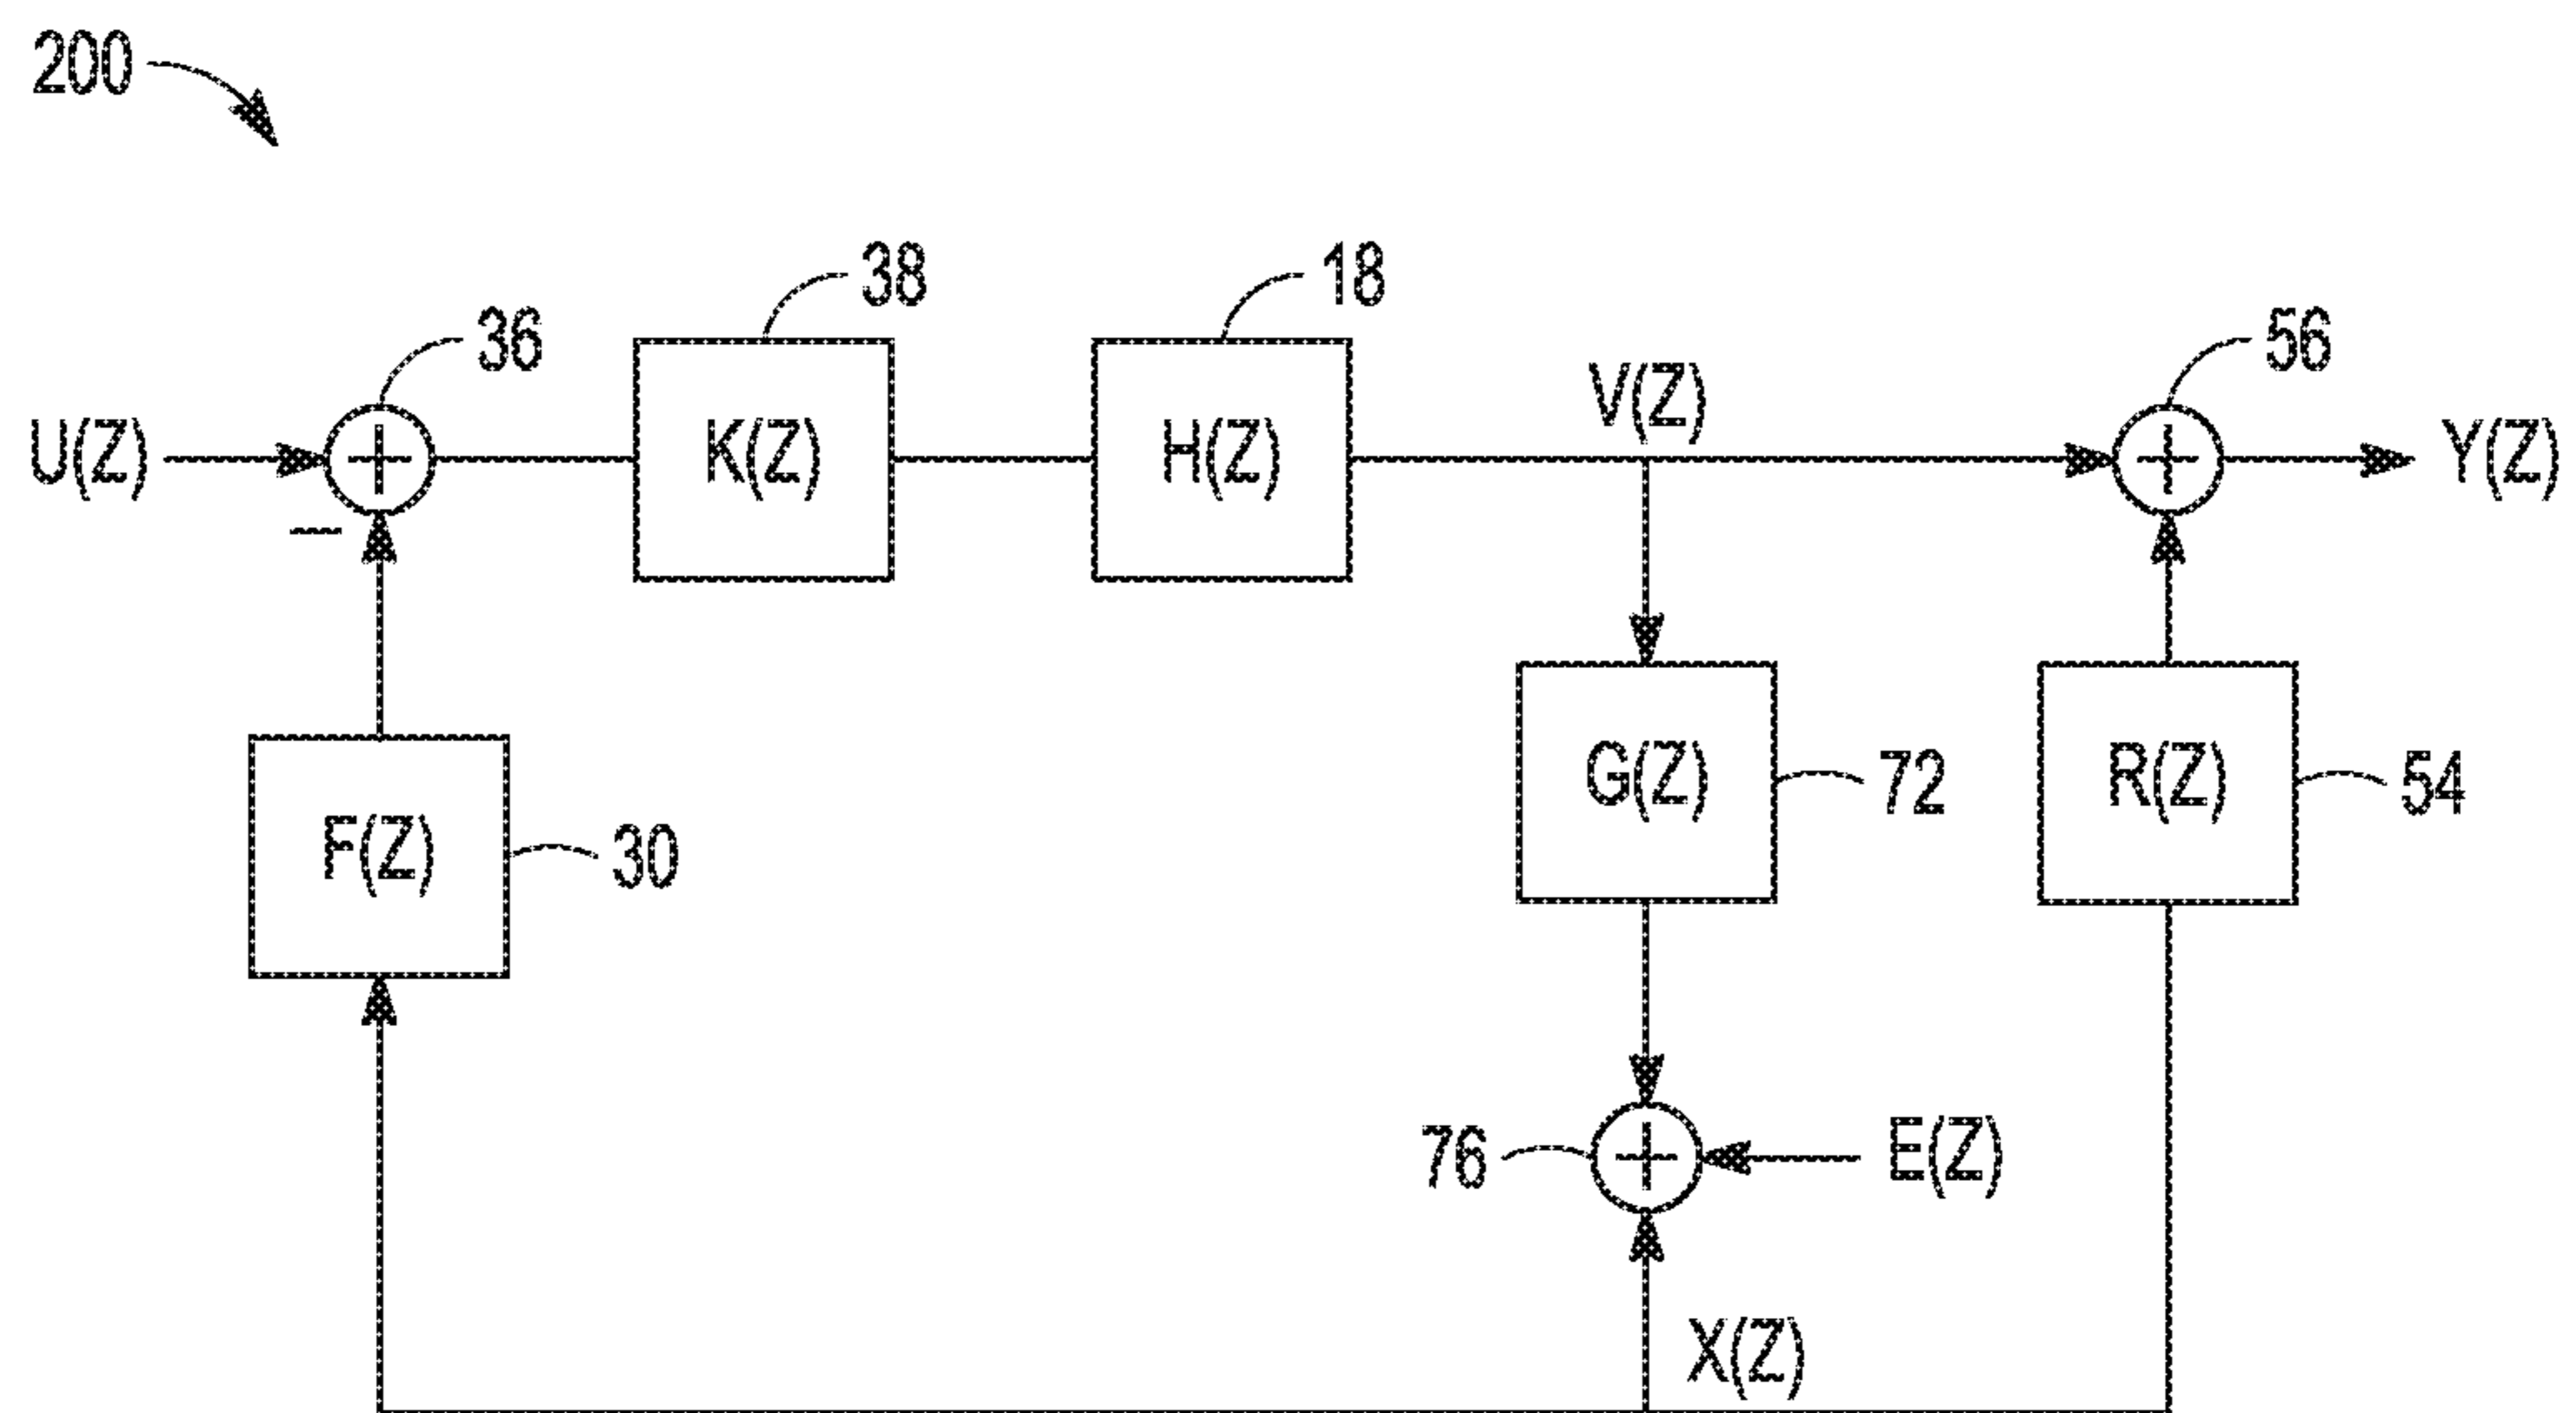 200
38
18
36
56
U(Z)
+
K(Z)
H(Z)
V(Z)
+
Y(Z)
−
F(Z)
30
G(Z)
72
R(Z)
54
76
+
E(Z)
X(Z)